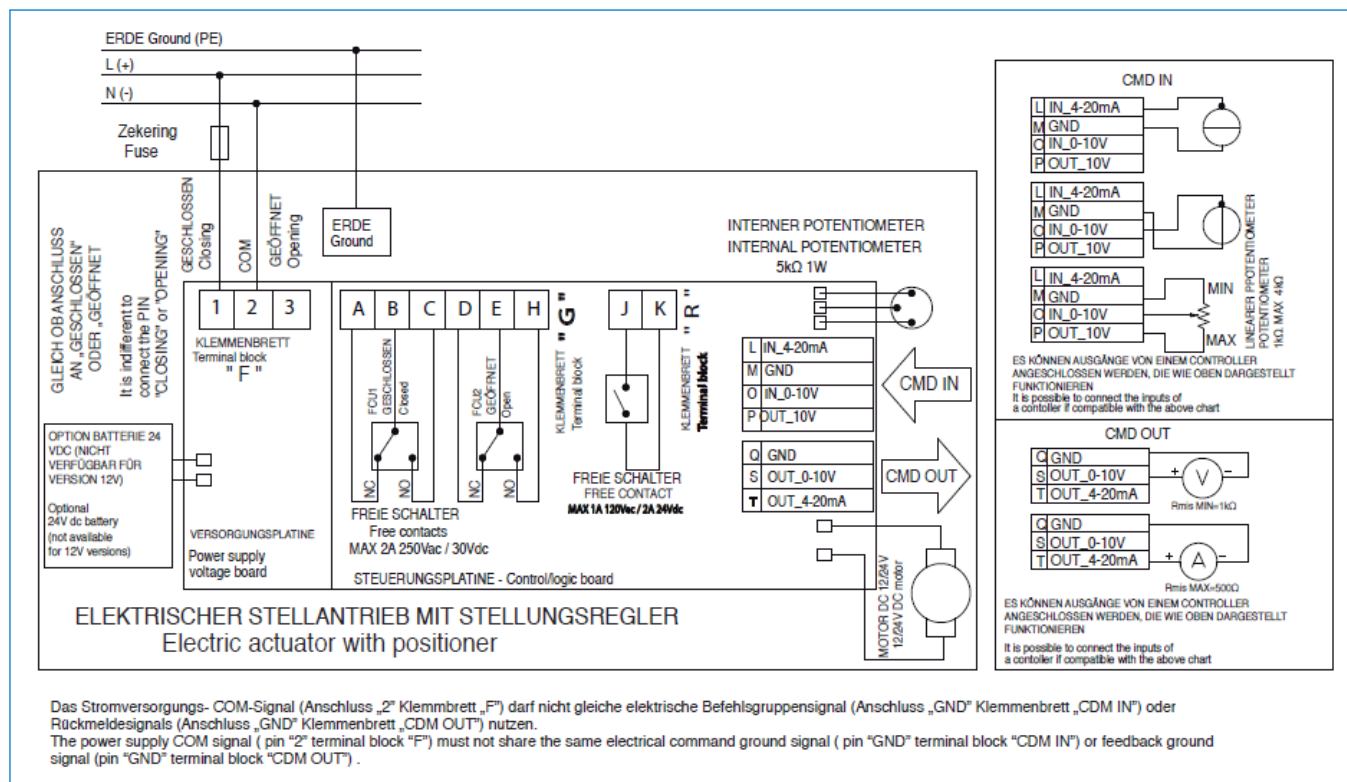 ERDE Ground (PE)
L (+)
N (-)
Zekering
Fuse
GLEICH OBANSCHLUSS
AN „GESCHLOSSEN"
ODER „GEÖFFNET
It is indifferent to
connect the PIN
"CLOSING" or "OPENING"
GESCHLOSSEN
Closing
COM
GEÖFFNET
Opening
ERDE
Ground
1 2 3
KLEMMENBRETT
Terminal block
" F "
OPTION BATTERIE 24
VDC (NICHT
VERFÜGBAR FÜR
VERSION 12V)
Optional
24V dc battery
(not available
for 12V versions)
VERSORGUNGSPLATINE
Power supply
voltage board
A B C D E H
"G"
KLEMMENBRETT
Terminal block
FCU1
GESCHLOSSEN
Closed
FCU2
GEÖFFNET
Open
NC
NO
NC
NO
FREIE SCHALTER
Free contacts
MAX 2A 250Vac / 30Vdc
J K
" R "
KLEMMENBRETT
Terminal block
FREIE SCHALTER
FREE CONTACT
MAX 1A 120Vac / 2A 24Vdc
STEUERUNGSPLATINE - Control/logic board
INTERNER POTENTIOMETER
INTERNAL POTENTIOMETER
5kΩ 1W
L IN_4-20mA
M GND
O IN_0-10V
P OUT_10V
CMD IN
Q GND
S OUT_0-10V
T OUT_4-20mA
CMD OUT
MOTOR DC 12/24V
12/24V DC motor
ELEKTRISCHER STELLANTRIEB MIT STELLUNGSREGLER
Electric actuator with positioner
CMD IN
L IN_4-20mA
M GND
O IN_0-10V
P OUT_10V
L IN_4-20mA
M GND
O IN_0-10V
P OUT_10V
L IN_4-20mA
M GND
O IN_0-10V
P OUT_10V
MIN
MAX
LINEARER PPOTENTIOMETER
POTENTIOMETER
1kΩ MAX 4kΩ
ES KÖNNEN AUSGÄNGE VON EINEM CONTROLLER
ANGESCHLOSSEN WERDEN, DIE WIE OBEN DARGESTELLT
FUNKTIONIEREN
It is possible to connect the inputs of
a contoller if compatible with the above chart
CMD OUT
Q GND
S OUT_0-10V
T OUT_4-20mA
+ V -
Rmis MIN=1kΩ
Q GND
S OUT_0-10V
T OUT_4-20mA
+ A -
Rmis MAX=500Ω
ES KÖNNEN AUSGÄNGE VON EINEM CONTROLLER
ANGESCHLOSSEN WERDEN, DIE WIE OBEN DARGESTELLT
FUNKTIONIEREN
It is possible to connect the inputs of
a contoller if compatible with the above chart
Das Stromversorgungs- COM-Signal (Anschluss „2" Klemmbrett „F") darf nicht gleiche elektrische Befehlsgruppensignal (Anschluss „GND" Klemmenbrett „CDM IN") oder
Rückmeldesignals (Anschluss „GND" Klemmenbrett „CDM OUT") nutzen.
The power supply COM signal ( pin "2" terminal block "F") must not share the same electrical command ground signal ( pin "GND" terminal block "CDM IN") or feedback ground
signal (pin "GND" terminal block "CDM OUT") .